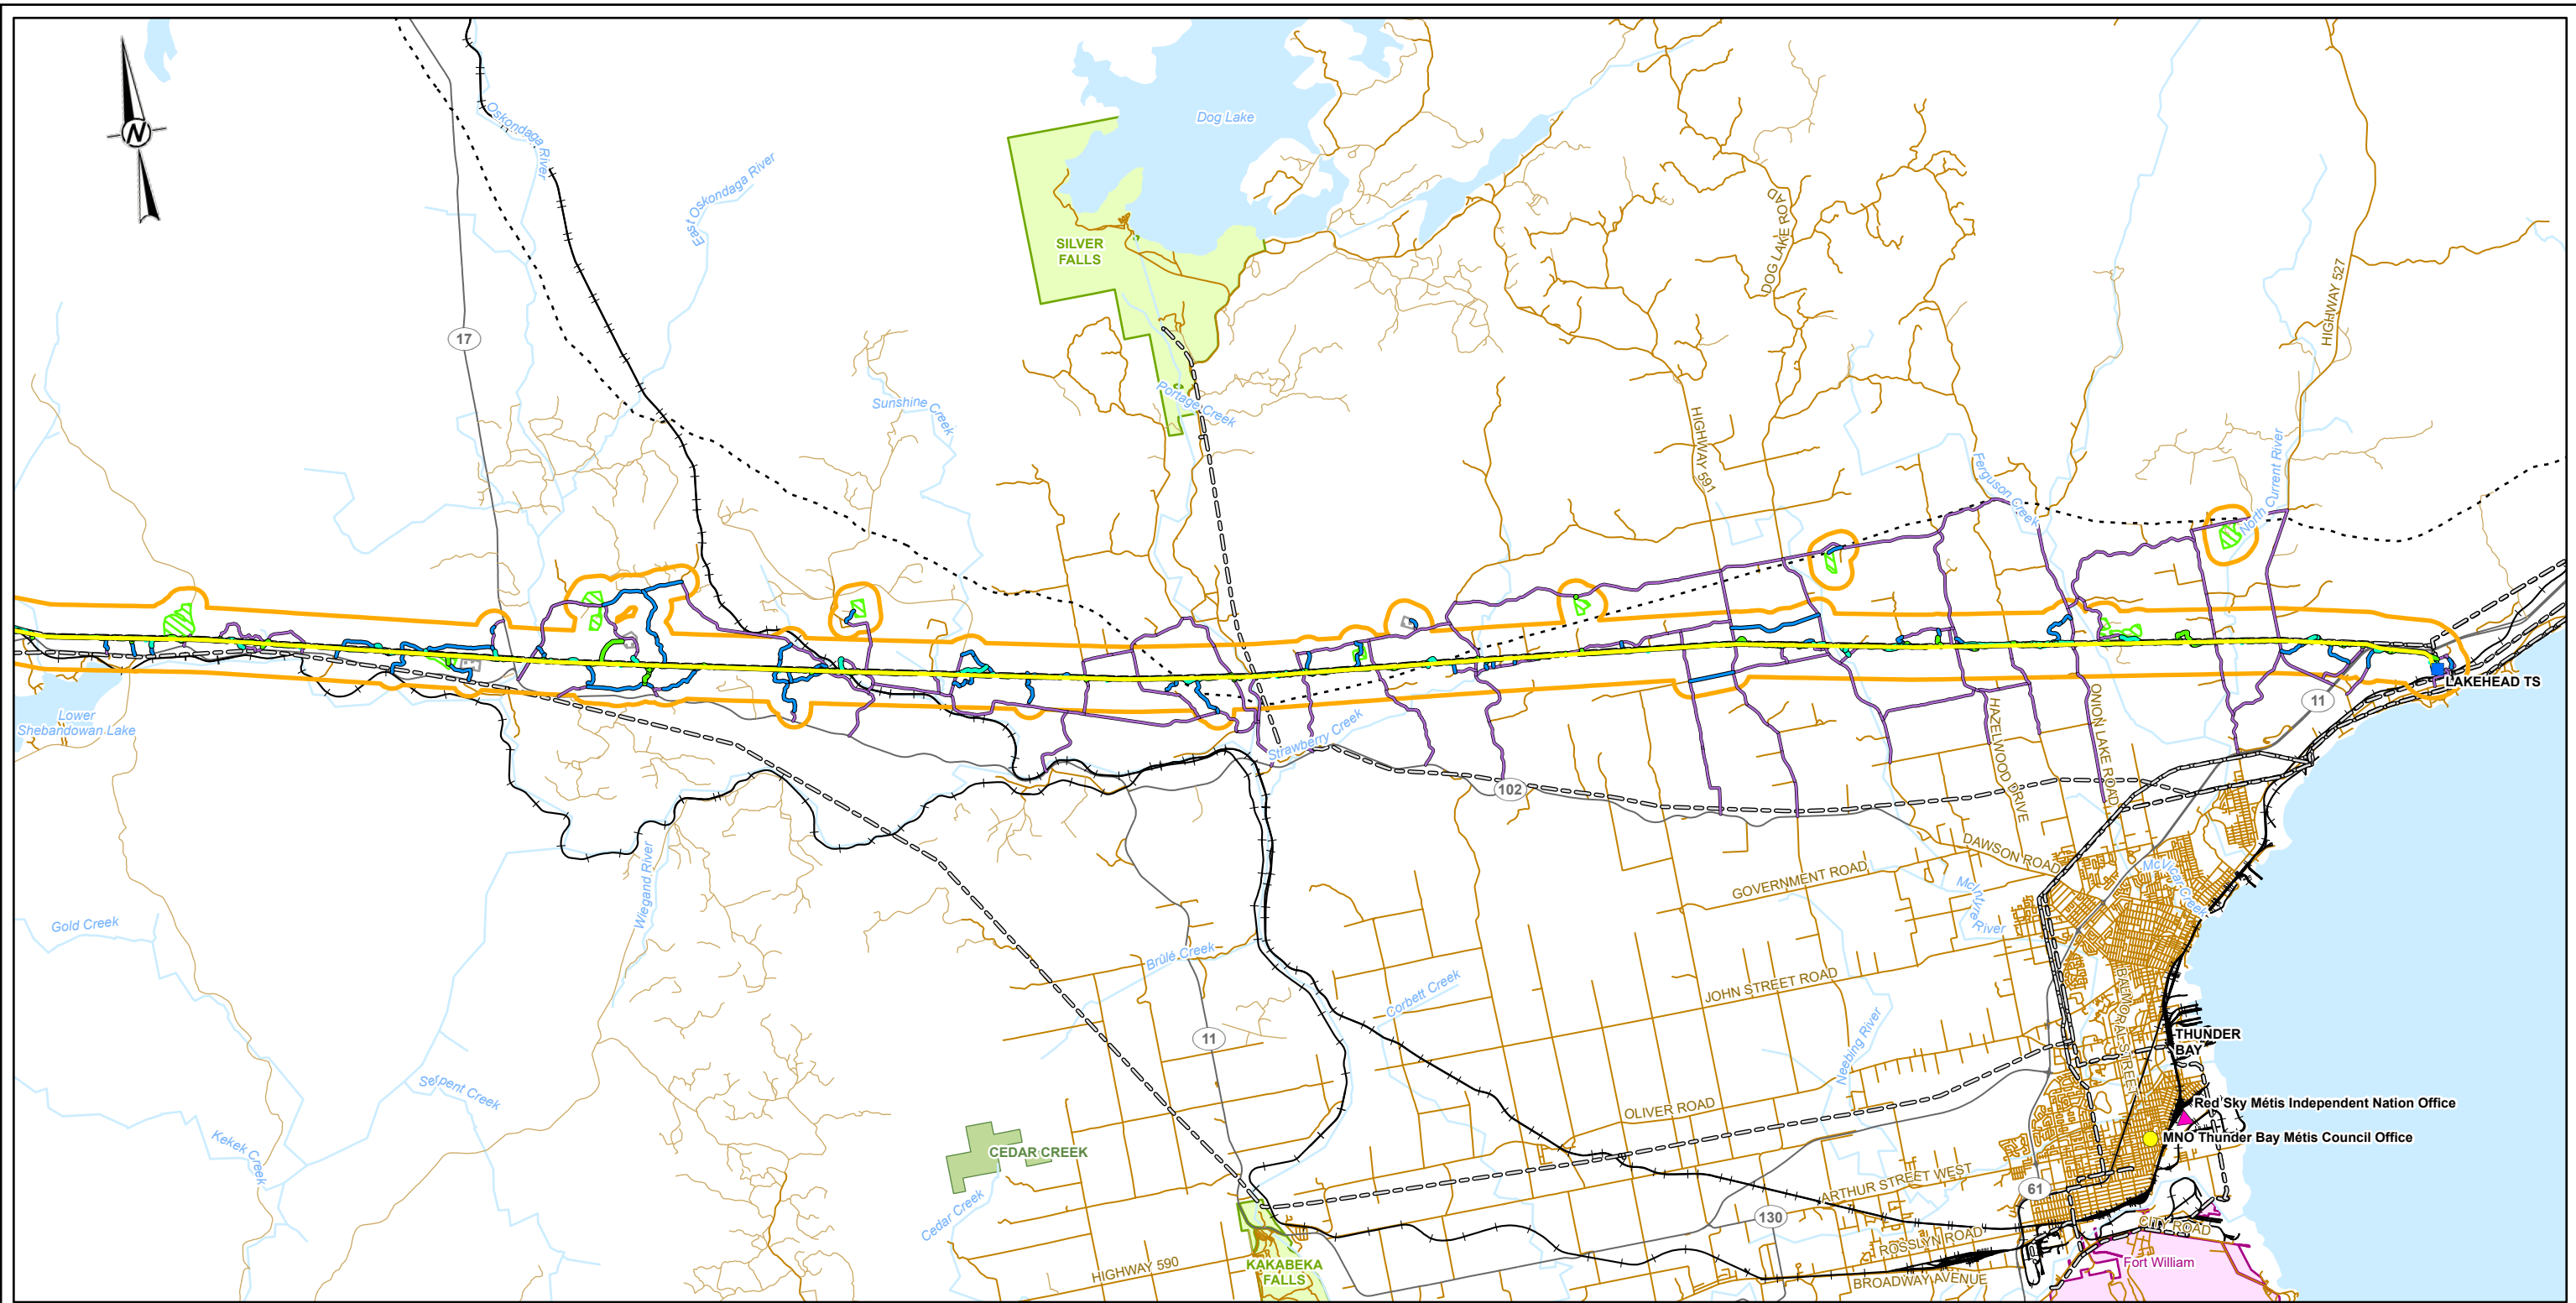 N
Oskondaga River
East Oskondaga River
Dog Lake
SILVER
FALLS
DOG LAKE ROAD
HIGHWAY 527
17
Sunshine Creek
Portage Creek
HIGHWAY 591
Ferguson Creek
North Current River
Lower
Shebandowan Lake
LAKEHEAD TS
11
Strawberry Creek
HAZELWOOD DRIVE
ONION LAKE ROAD
102
DAWSON ROAD
McVicar Creek
GOVERNMENT ROAD
McIntyre
River
Wiegand River
Gold Creek
Brûlé Creek
Corbett Creek
JOHN STREET ROAD
BALMORAL STREET
11
Neebing River
THUNDER
BAY
Serpent Creek
OLIVER ROAD
Red Sky Métis Independent Nation Office
MNO Thunder Bay Métis Council Office
Kekek Creek
CEDAR CREEK
Cedar Creek
ARTHUR STREET WEST
61
130
CITY ROAD
ROSSLYN ROAD
KAKABEKA
FALLS
HIGHWAY 590
Fort William
BROADWAY AVENUE